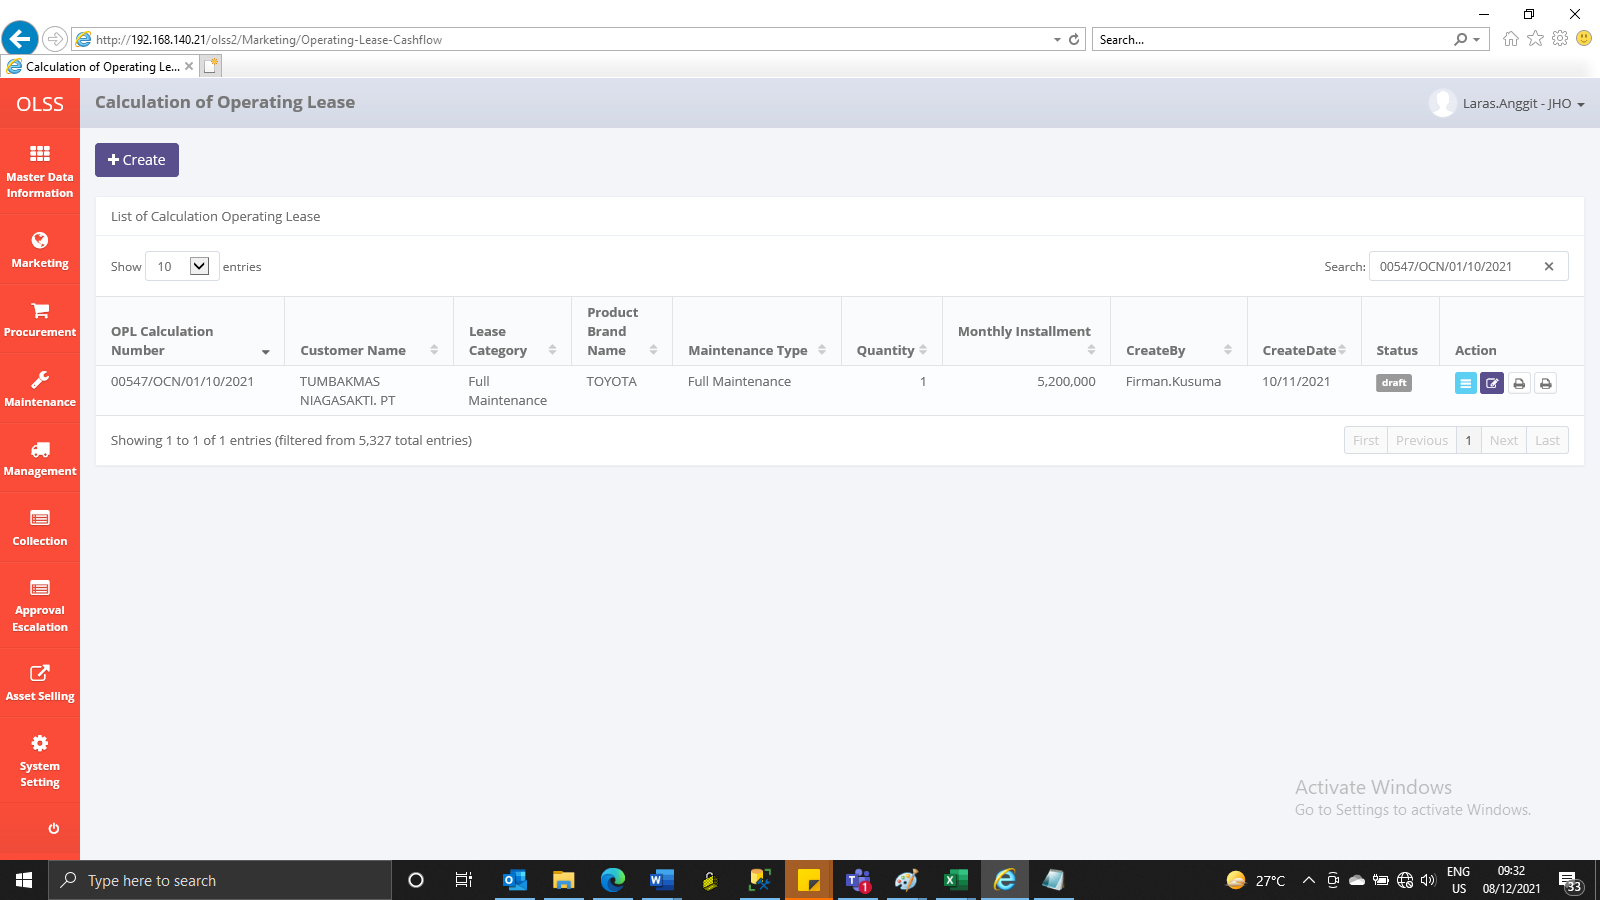 http://192.168.140.21/olss2/Marketing/Operating-Lease-Cashflow
Search...
Calculation of Operating Le...
OLSS
Calculation of Operating Lease
Laras.Anggit - JHO
Create
Master Data
Information
Marketing
Procurement
Maintenance
Management
Collection
Approval
Escalation
Asset Selling
System
Setting
List of Calculation Operating Lease
Show 10 entries
Search: 00547/OCN/01/10/2021
OPL Calculation
Number
Customer Name
Lease
Category
Product
Brand
Name
Maintenance Type
Quantity
Monthly Installment
CreateBy
CreateDate
Status
Action
00547/OCN/01/10/2021
TUMBAKMAS
NIAGASAKTI. PT
Full
Maintenance
TOYOTA
Full Maintenance
1
5,200,000
Firman.Kusuma
10/11/2021
draft
Showing 1 to 1 of 1 entries (filtered from 5,327 total entries)
First Previous 1 Next Last
Activate Windows
Go to Settings to activate Windows.
Type here to search
1
27°C
ENG
US
09:32
08/12/2021
33